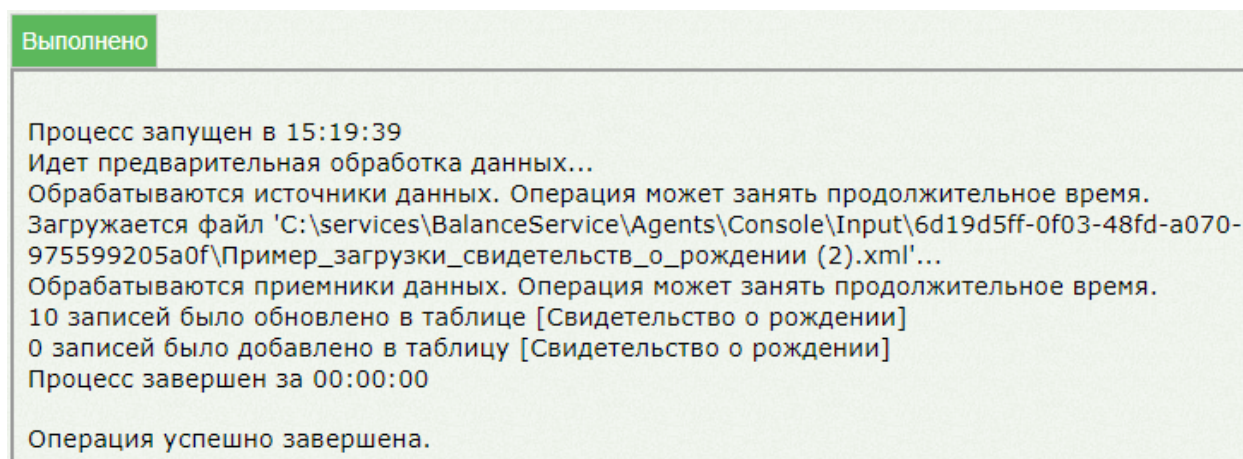 Выполнено
Процесс запущен в 15:19:39
Идет предварительная обработка данных...
Обрабатываются источники данных. Операция может занять продолжительное время.
Загружается файл 'C:\services\BalanceService\Agents\Console\Input\6d19d5ff-0f03-48fd-a070-
975599205a0f\Пример_загрузки_свидетельств_о_рождении (2).xml'...
Обрабатываются приемники данных. Операция может занять продолжительное время.
10 записей было обновлено в таблице [Свидетельство о рождении]
0 записей было добавлено в таблицу [Свидетельство о рождении]
Процесс завершен за 00:00:00
Операция успешно завершена.